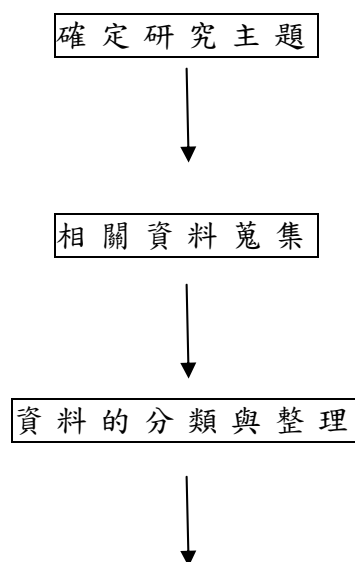 確定研究主題
相關資料蒐集
資料的分類與整理